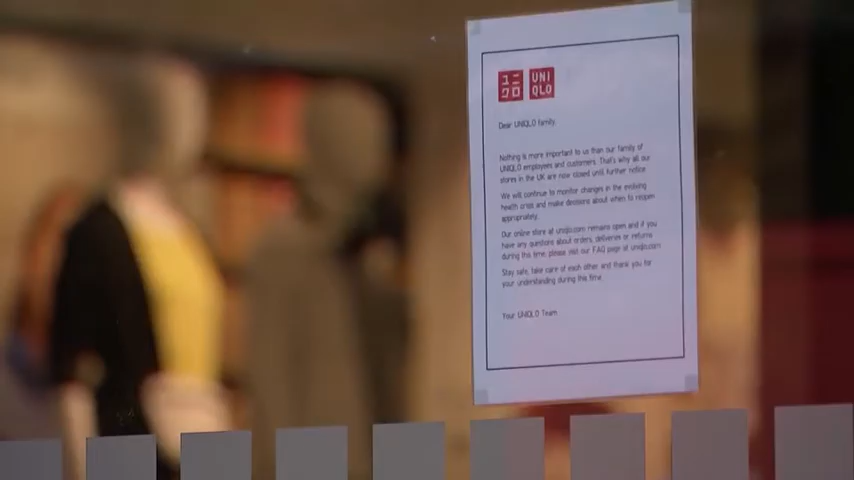 ユニ
クロ
UNI
QLO
Dear UNIQLO family,
Nothing is more important to us than our family of
UNIQLO employees and customers. That's why all our
stores in the UK are now closed until further notice
We will continue to monitor changes in the evolving
health crisis and make decisions about when to reopen
appropriately.
Our online store at uniqlo.com remains open and if you
have any questions about orders, deliveries or returns
during this time, please visit our FAQ page at uniqlo.com
Stay safe, take care of each other and thank you for
your understanding during this time.
Your UNIQLO Team